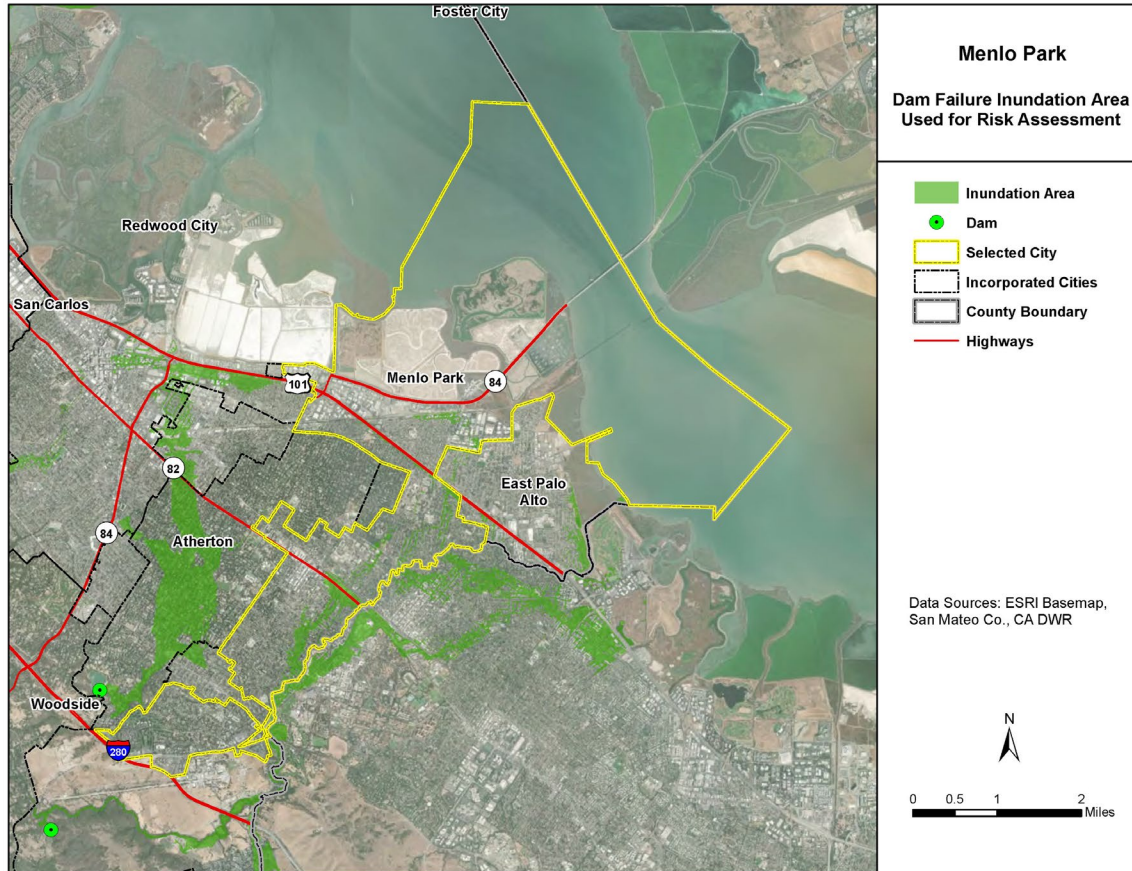 Foster City
Redwood City
San Carlos
101
Menlo Park
84
82
East Palo
Alto
84
Atherton
Woodside
280
Menlo Park
Dam Failure Inundation Area
Used for Risk Assessment
Inundation Area
Dam
Selected City
Incorporated Cities
County Boundary
Highways
Data Sources: ESRI Basemap,
San Mateo Co., CA DWR
N
0 0.5 1 2
Miles